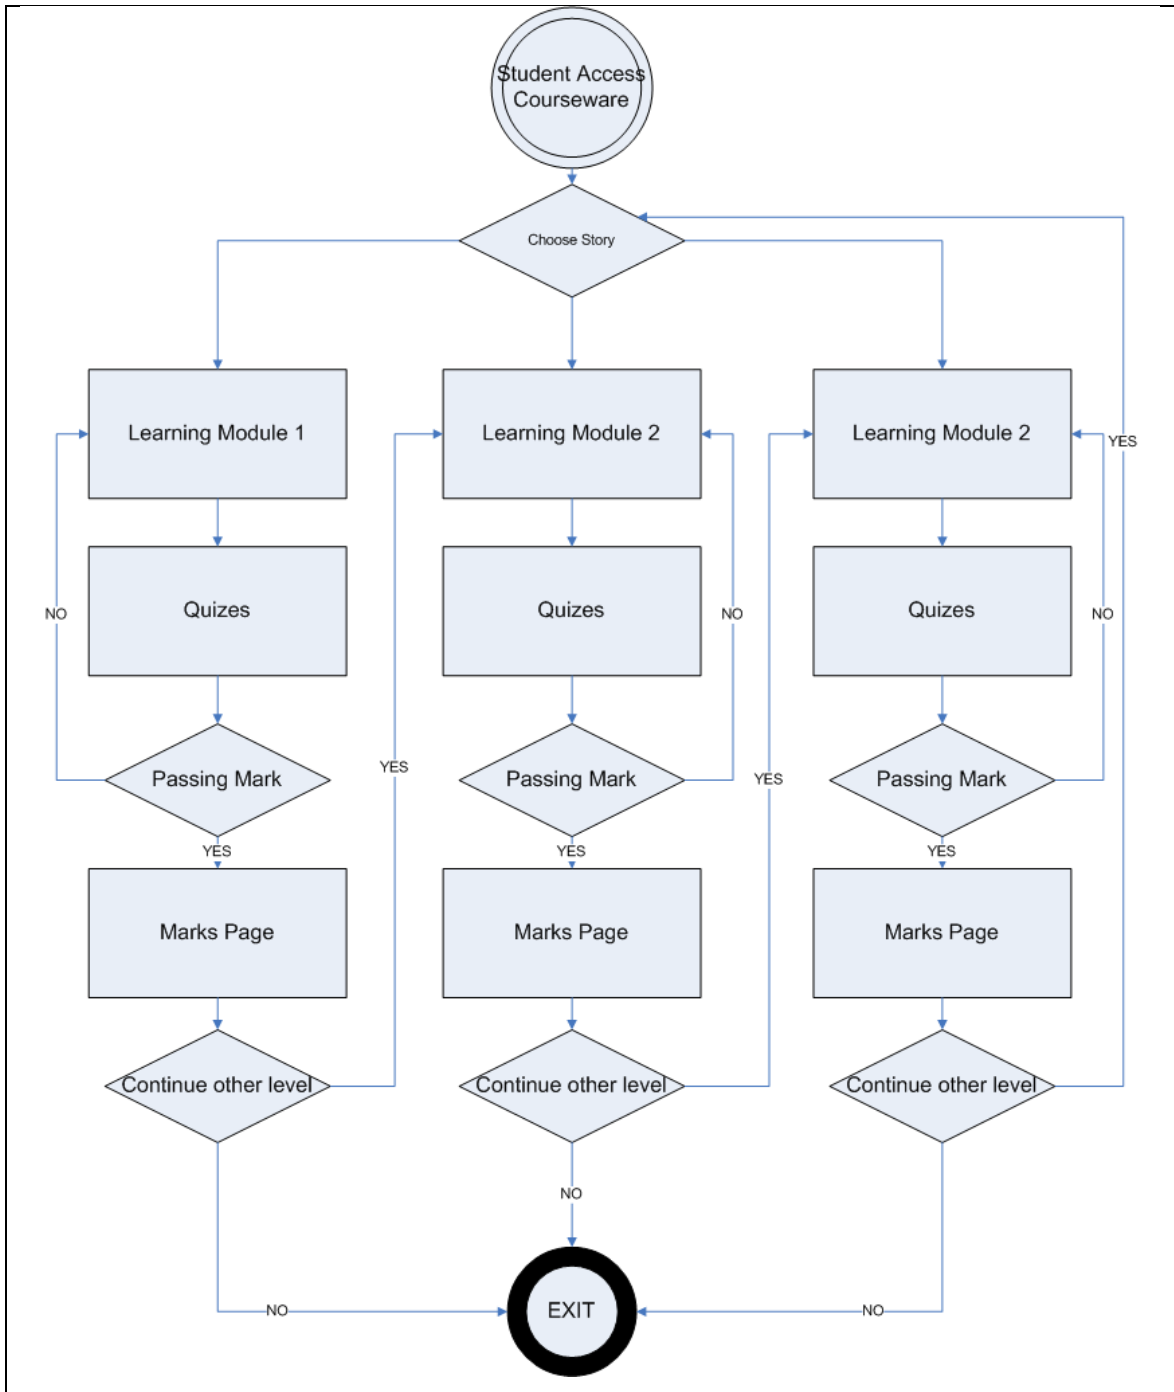 Student Access
Courseware
Choose Story
Learning Module 1
Learning Module 2
Learning Module 2
YES
Quizes
Quizes
Quizes
NO
NO
NO
Passing Mark
Passing Mark
Passing Mark
YES
YES
YES
YES
YES
Marks Page
Marks Page
Marks Page
Continue other level
Continue other level
Continue other level
NO
NO
EXIT
NO